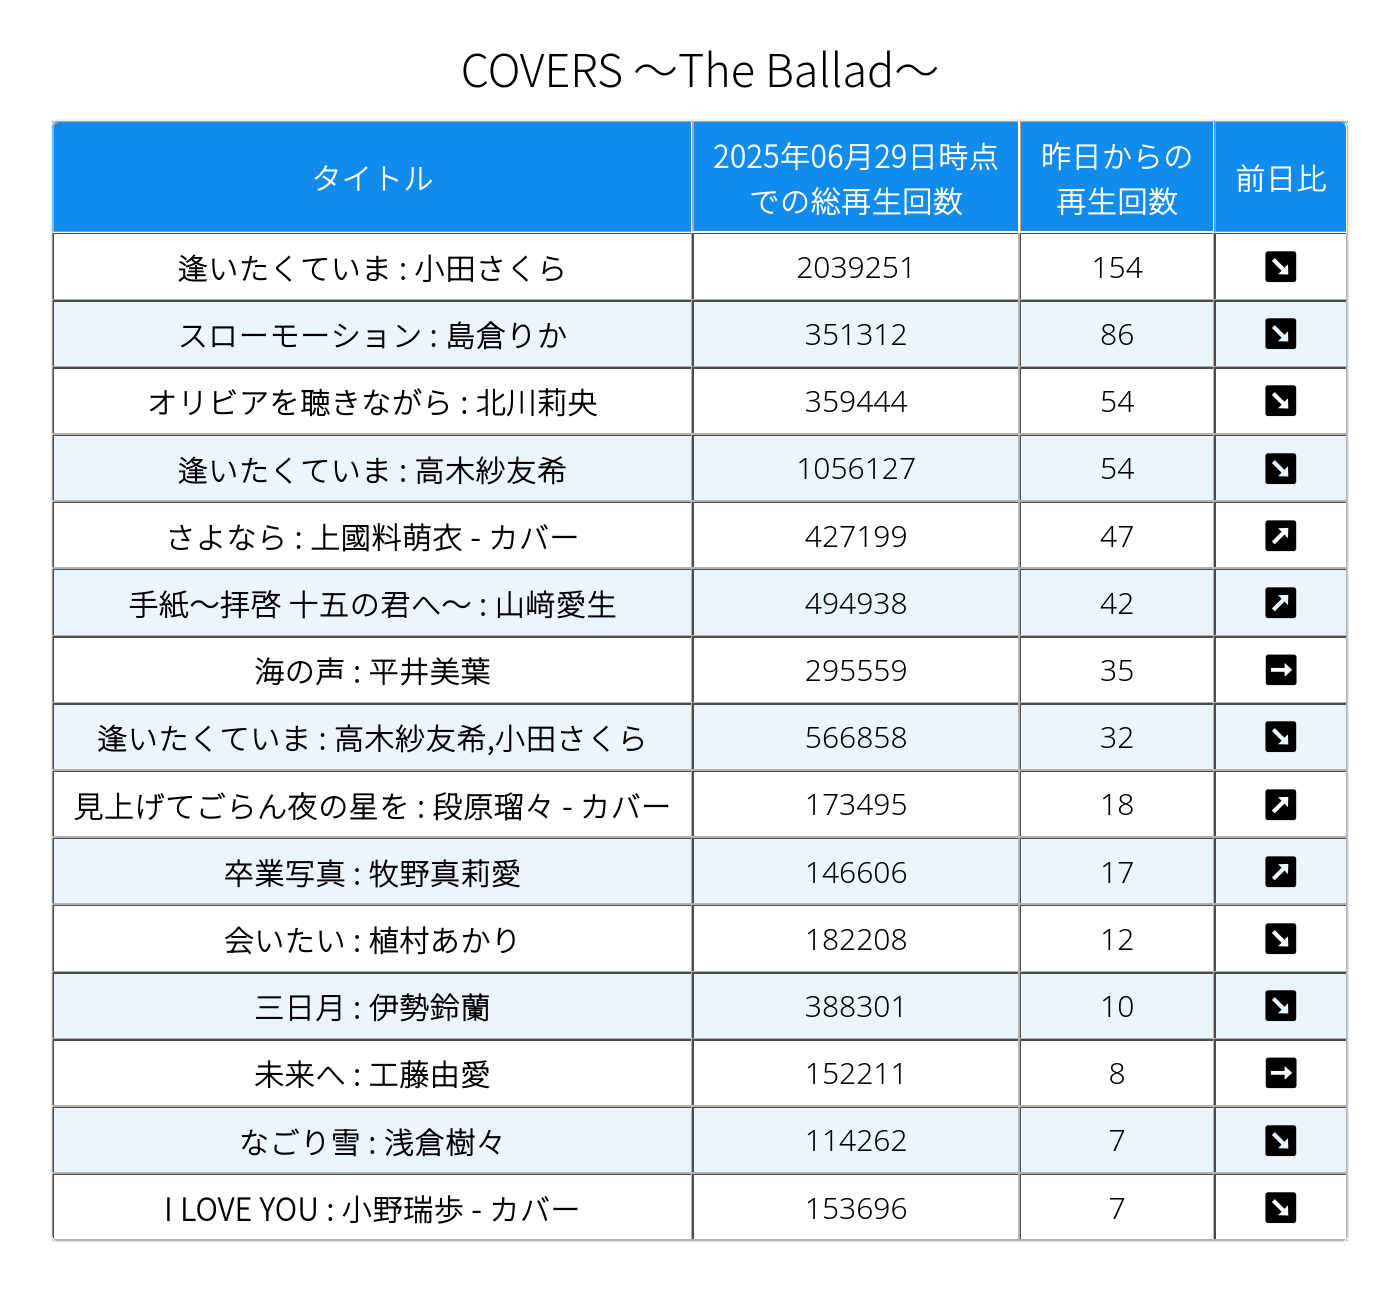 COVERS ～The Ballad～
タイトル 2025年06月29日時点での総再生回数 昨日からの再生回数 前日比
逢いたくていま : 小田さくら 2039251 154 ↘
スローモーション : 島倉りか 351312 86 ↘
オリビアを聴きながら : 北川莉央 359444 54 ↘
逢いたくていま : 高木紗友希 1056127 54 ↘
さよなら : 上國料萌衣 - カバー 427199 47 ↗
手紙～拝啓 十五の君へ～ : 山﨑愛生 494938 42 ↗
海の声 : 平井美葉 295559 35 →
逢いたくていま : 高木紗友希,小田さくら 566858 32 ↘
見上げてごらん夜の星を : 段原瑠々 - カバー 173495 18 ↗
卒業写真 : 牧野真莉愛 146606 17 ↗
会いたい : 植村あかり 182208 12 ↘
三日月 : 伊勢鈴蘭 388301 10 ↘
未来へ : 工藤由愛 152211 8 →
なごり雪 : 浅倉樹々 114262 7 ↘
I LOVE YOU : 小野瑞歩 - カバー 153696 7 ↘